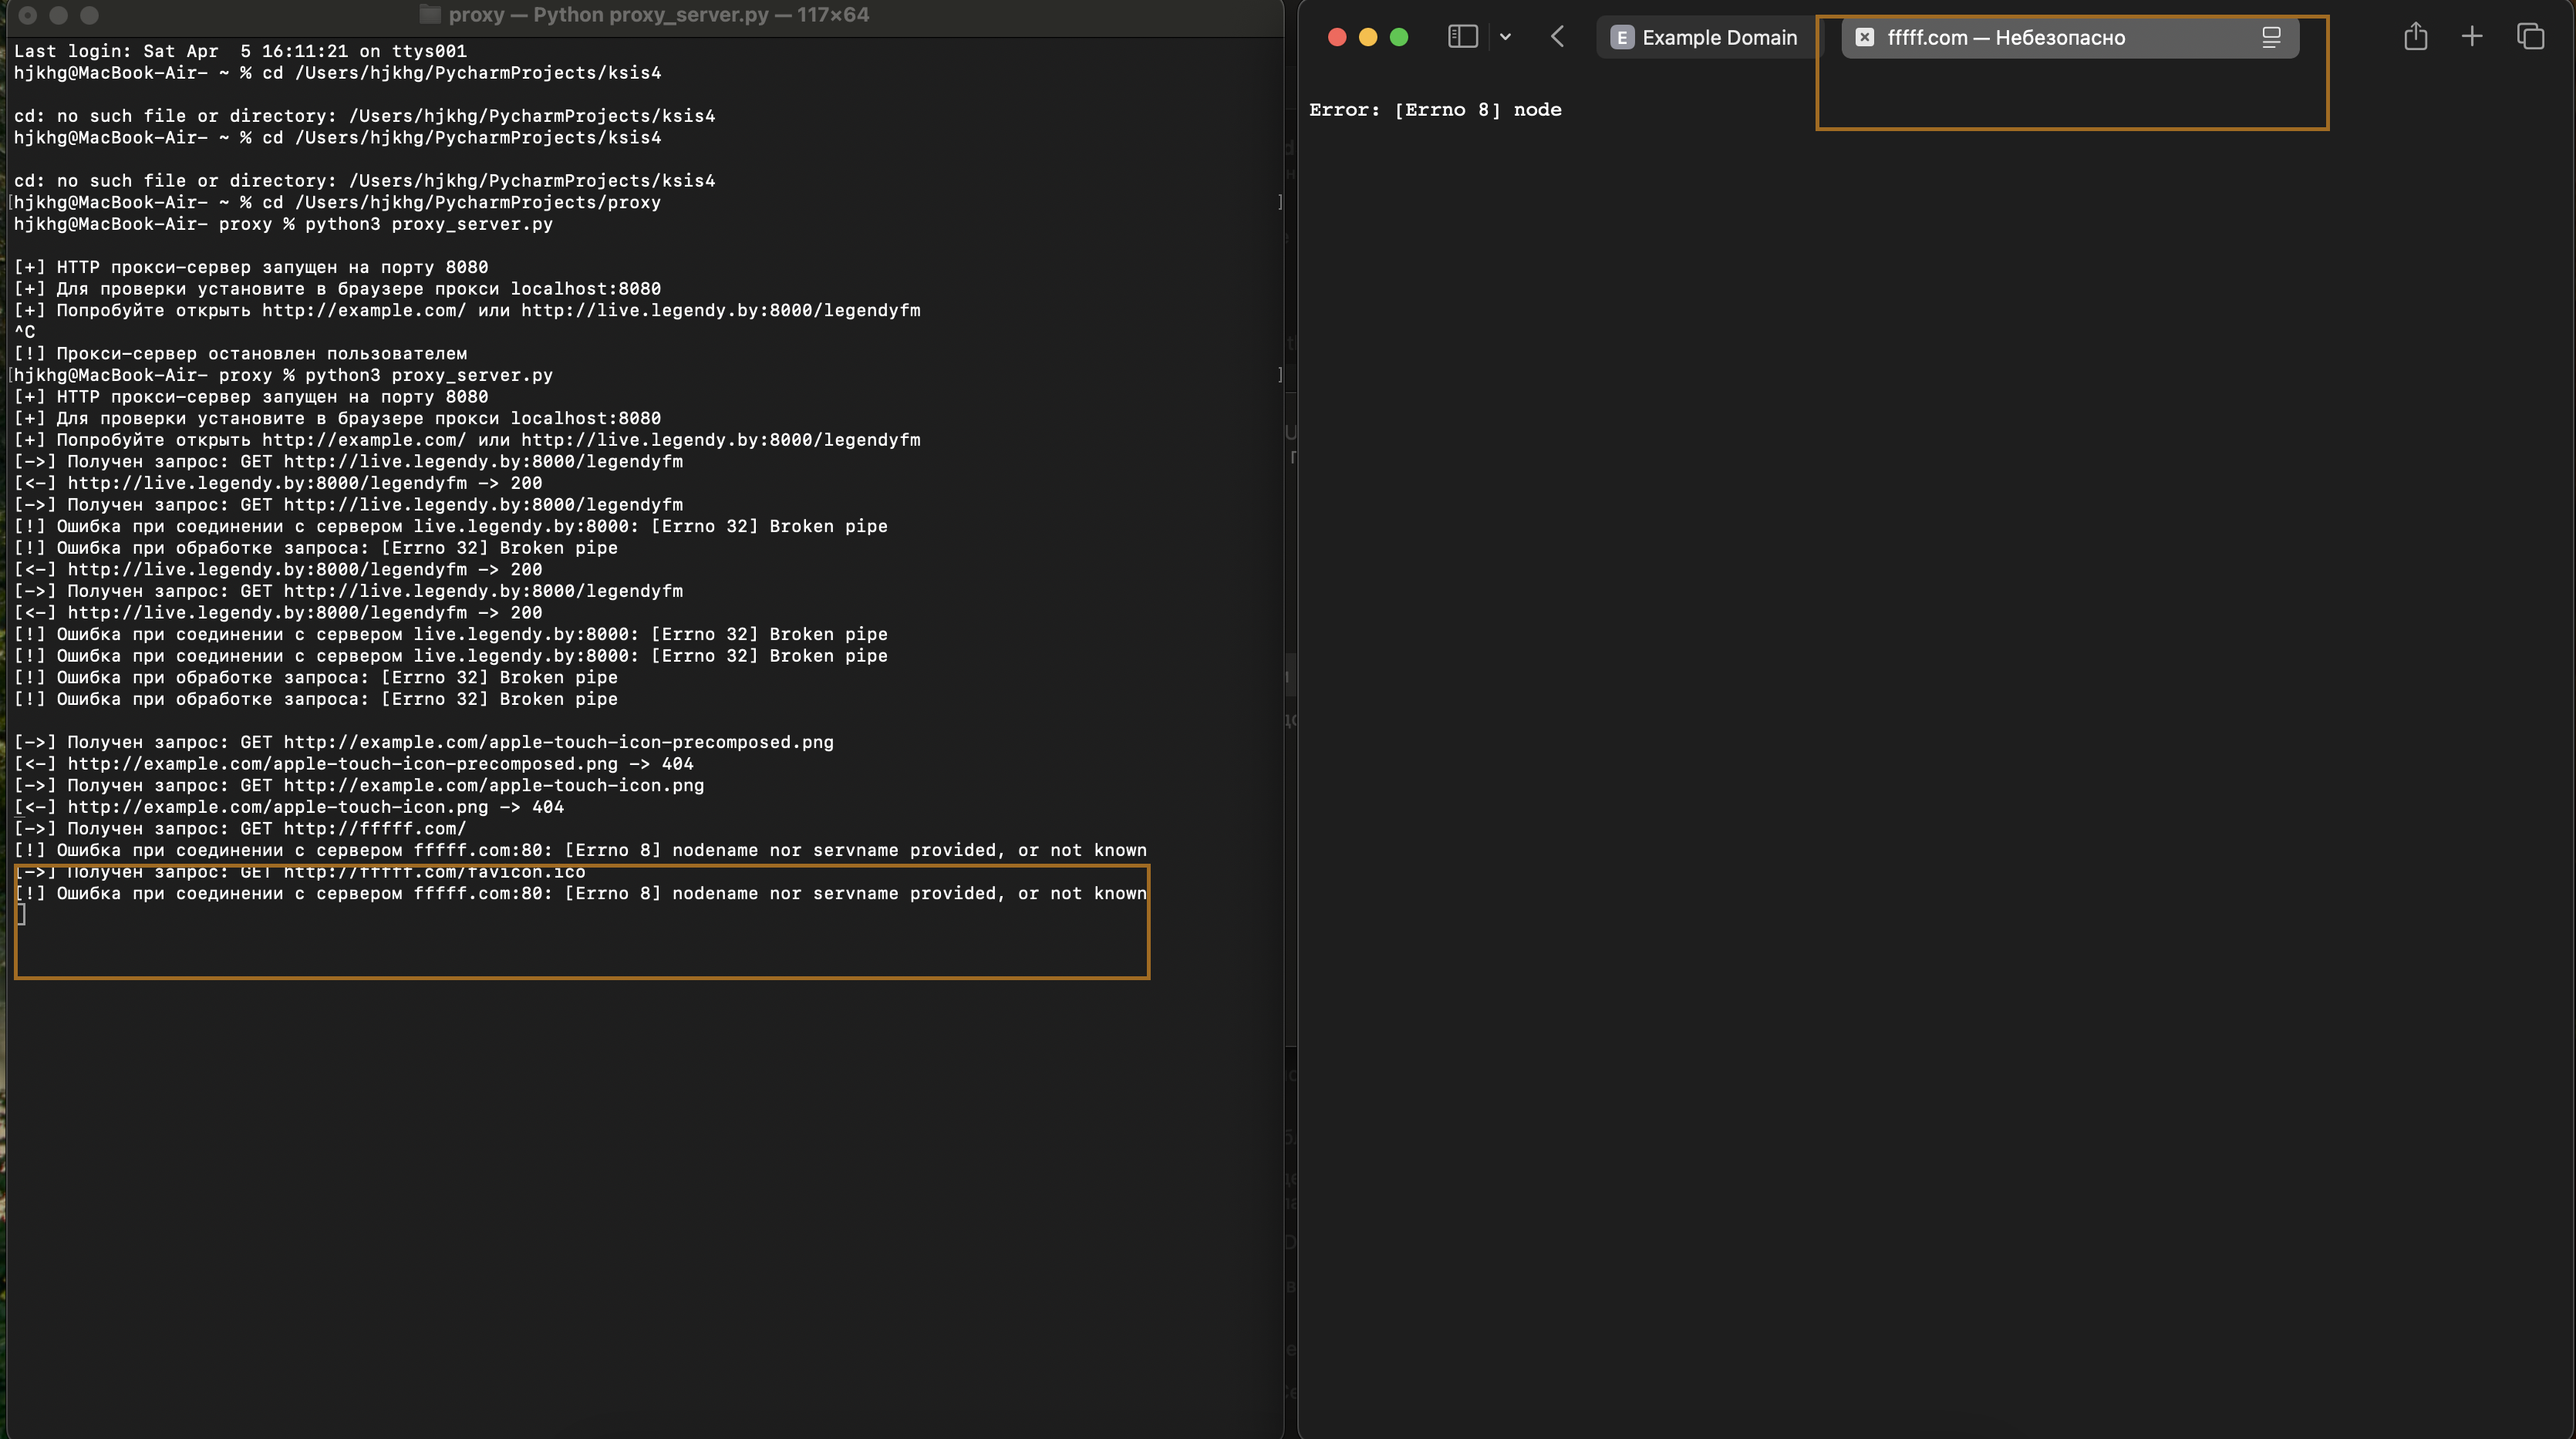 proxy — Python proxy_server.py — 117×64
Last login: Sat Apr  5 16:11:21 on ttys001
hjkhg@MacBook-Air- ~ % cd /Users/hjkhg/PycharmProjects/ksis4
cd: no such file or directory: /Users/hjkhg/PycharmProjects/ksis4
hjkhg@MacBook-Air- ~ % cd /Users/hjkhg/PycharmProjects/ksis4
cd: no such file or directory: /Users/hjkhg/PycharmProjects/ksis4
[hjkhg@MacBook-Air- ~ % cd /Users/hjkhg/PycharmProjects/proxy ]
hjkhg@MacBook-Air- proxy % python3 proxy_server.py
[+] HTTP прокси-сервер запущен на порту 8080
[+] Для проверки установите в браузере прокси localhost:8080
[+] Попробуйте открыть http://example.com/ или http://live.legendy.by:8000/legendyfm
^C
[!] Прокси-сервер остановлен пользователем
[hjkhg@MacBook-Air- proxy % python3 proxy_server.py ]
[+] HTTP прокси-сервер запущен на порту 8080
[+] Для проверки установите в браузере прокси localhost:8080
[+] Попробуйте открыть http://example.com/ или http://live.legendy.by:8000/legendyfm
[->] Получен запрос: GET http://live.legendy.by:8000/legendyfm
[<-] http://live.legendy.by:8000/legendyfm -> 200
[->] Получен запрос: GET http://live.legendy.by:8000/legendyfm
[!] Ошибка при соединении с сервером live.legendy.by:8000: [Errno 32] Broken pipe
[!] Ошибка при обработке запроса: [Errno 32] Broken pipe
[<-] http://live.legendy.by:8000/legendyfm -> 200
[->] Получен запрос: GET http://live.legendy.by:8000/legendyfm
[<-] http://live.legendy.by:8000/legendyfm -> 200
[!] Ошибка при соединении с сервером live.legendy.by:8000: [Errno 32] Broken pipe
[!] Ошибка при соединении с сервером live.legendy.by:8000: [Errno 32] Broken pipe
[!] Ошибка при обработке запроса: [Errno 32] Broken pipe
[!] Ошибка при обработке запроса: [Errno 32] Broken pipe
[->] Получен запрос: GET http://example.com/apple-touch-icon-precomposed.png
[<-] http://example.com/apple-touch-icon-precomposed.png -> 404
[->] Получен запрос: GET http://example.com/apple-touch-icon.png
[<-] http://example.com/apple-touch-icon.png -> 404
[->] Получен запрос: GET http://fffff.com/
[!] Ошибка при соединении с сервером fffff.com:80: [Errno 8] nodename nor servname provided, or not known
[->] Получен запрос: GET http://fffff.com/favicon.ico
[!] Ошибка при соединении с сервером fffff.com:80: [Errno 8] nodename nor servname provided, or not known
E Example Domain
fffff.com — Небезопасно
Error: [Errno 8] node